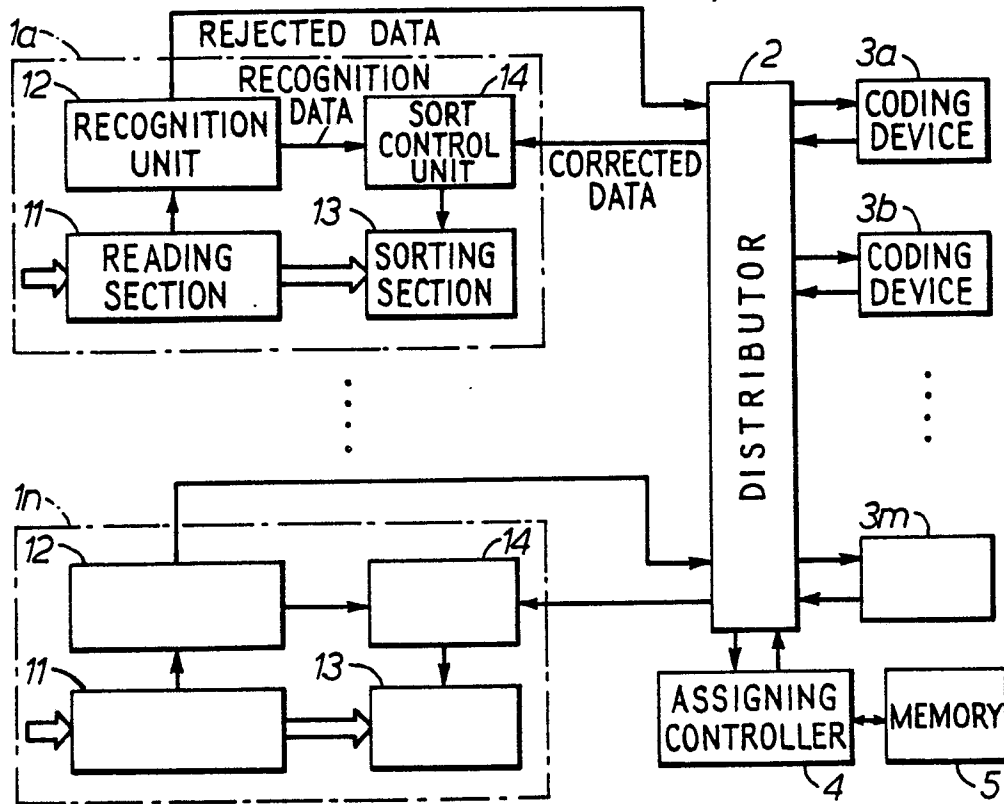 1a
REJECTED DATA
2
3a
12
RECOGNITION
DATA
14
RECOGNITION
UNIT
SORT
CONTROL
UNIT
CODING
DEVICE
CORRECTED
DATA
11
13
3b
READING
SECTION
SORTING
SECTION
CODING
DEVICE
DISTRIBUTOR
1n
12
14
3m
11
13
ASSIGNING
CONTROLLER
MEMORY
4
5